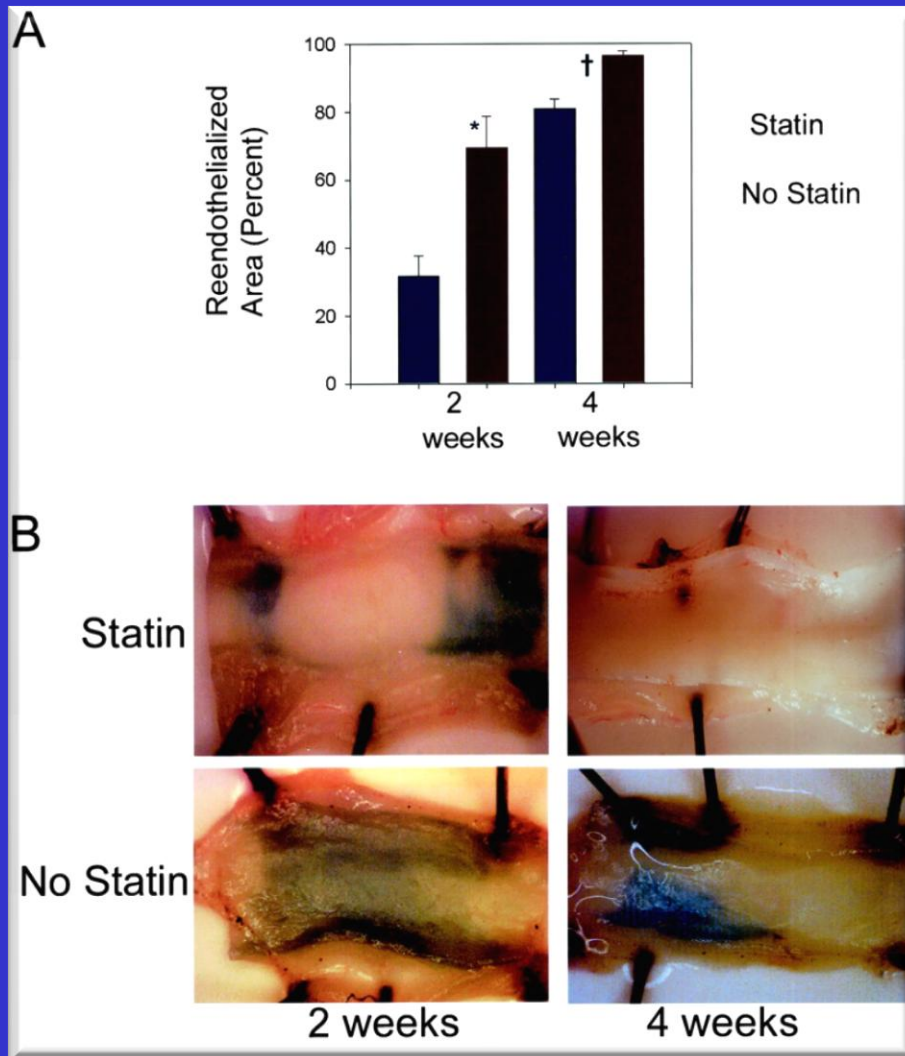 A
100
80
60
40
20
0
Reendothelialized
Area (Percent)
*
†
2
weeks
4
weeks
Statin
No Statin
B
Statin
No Statin
2 weeks
4 weeks